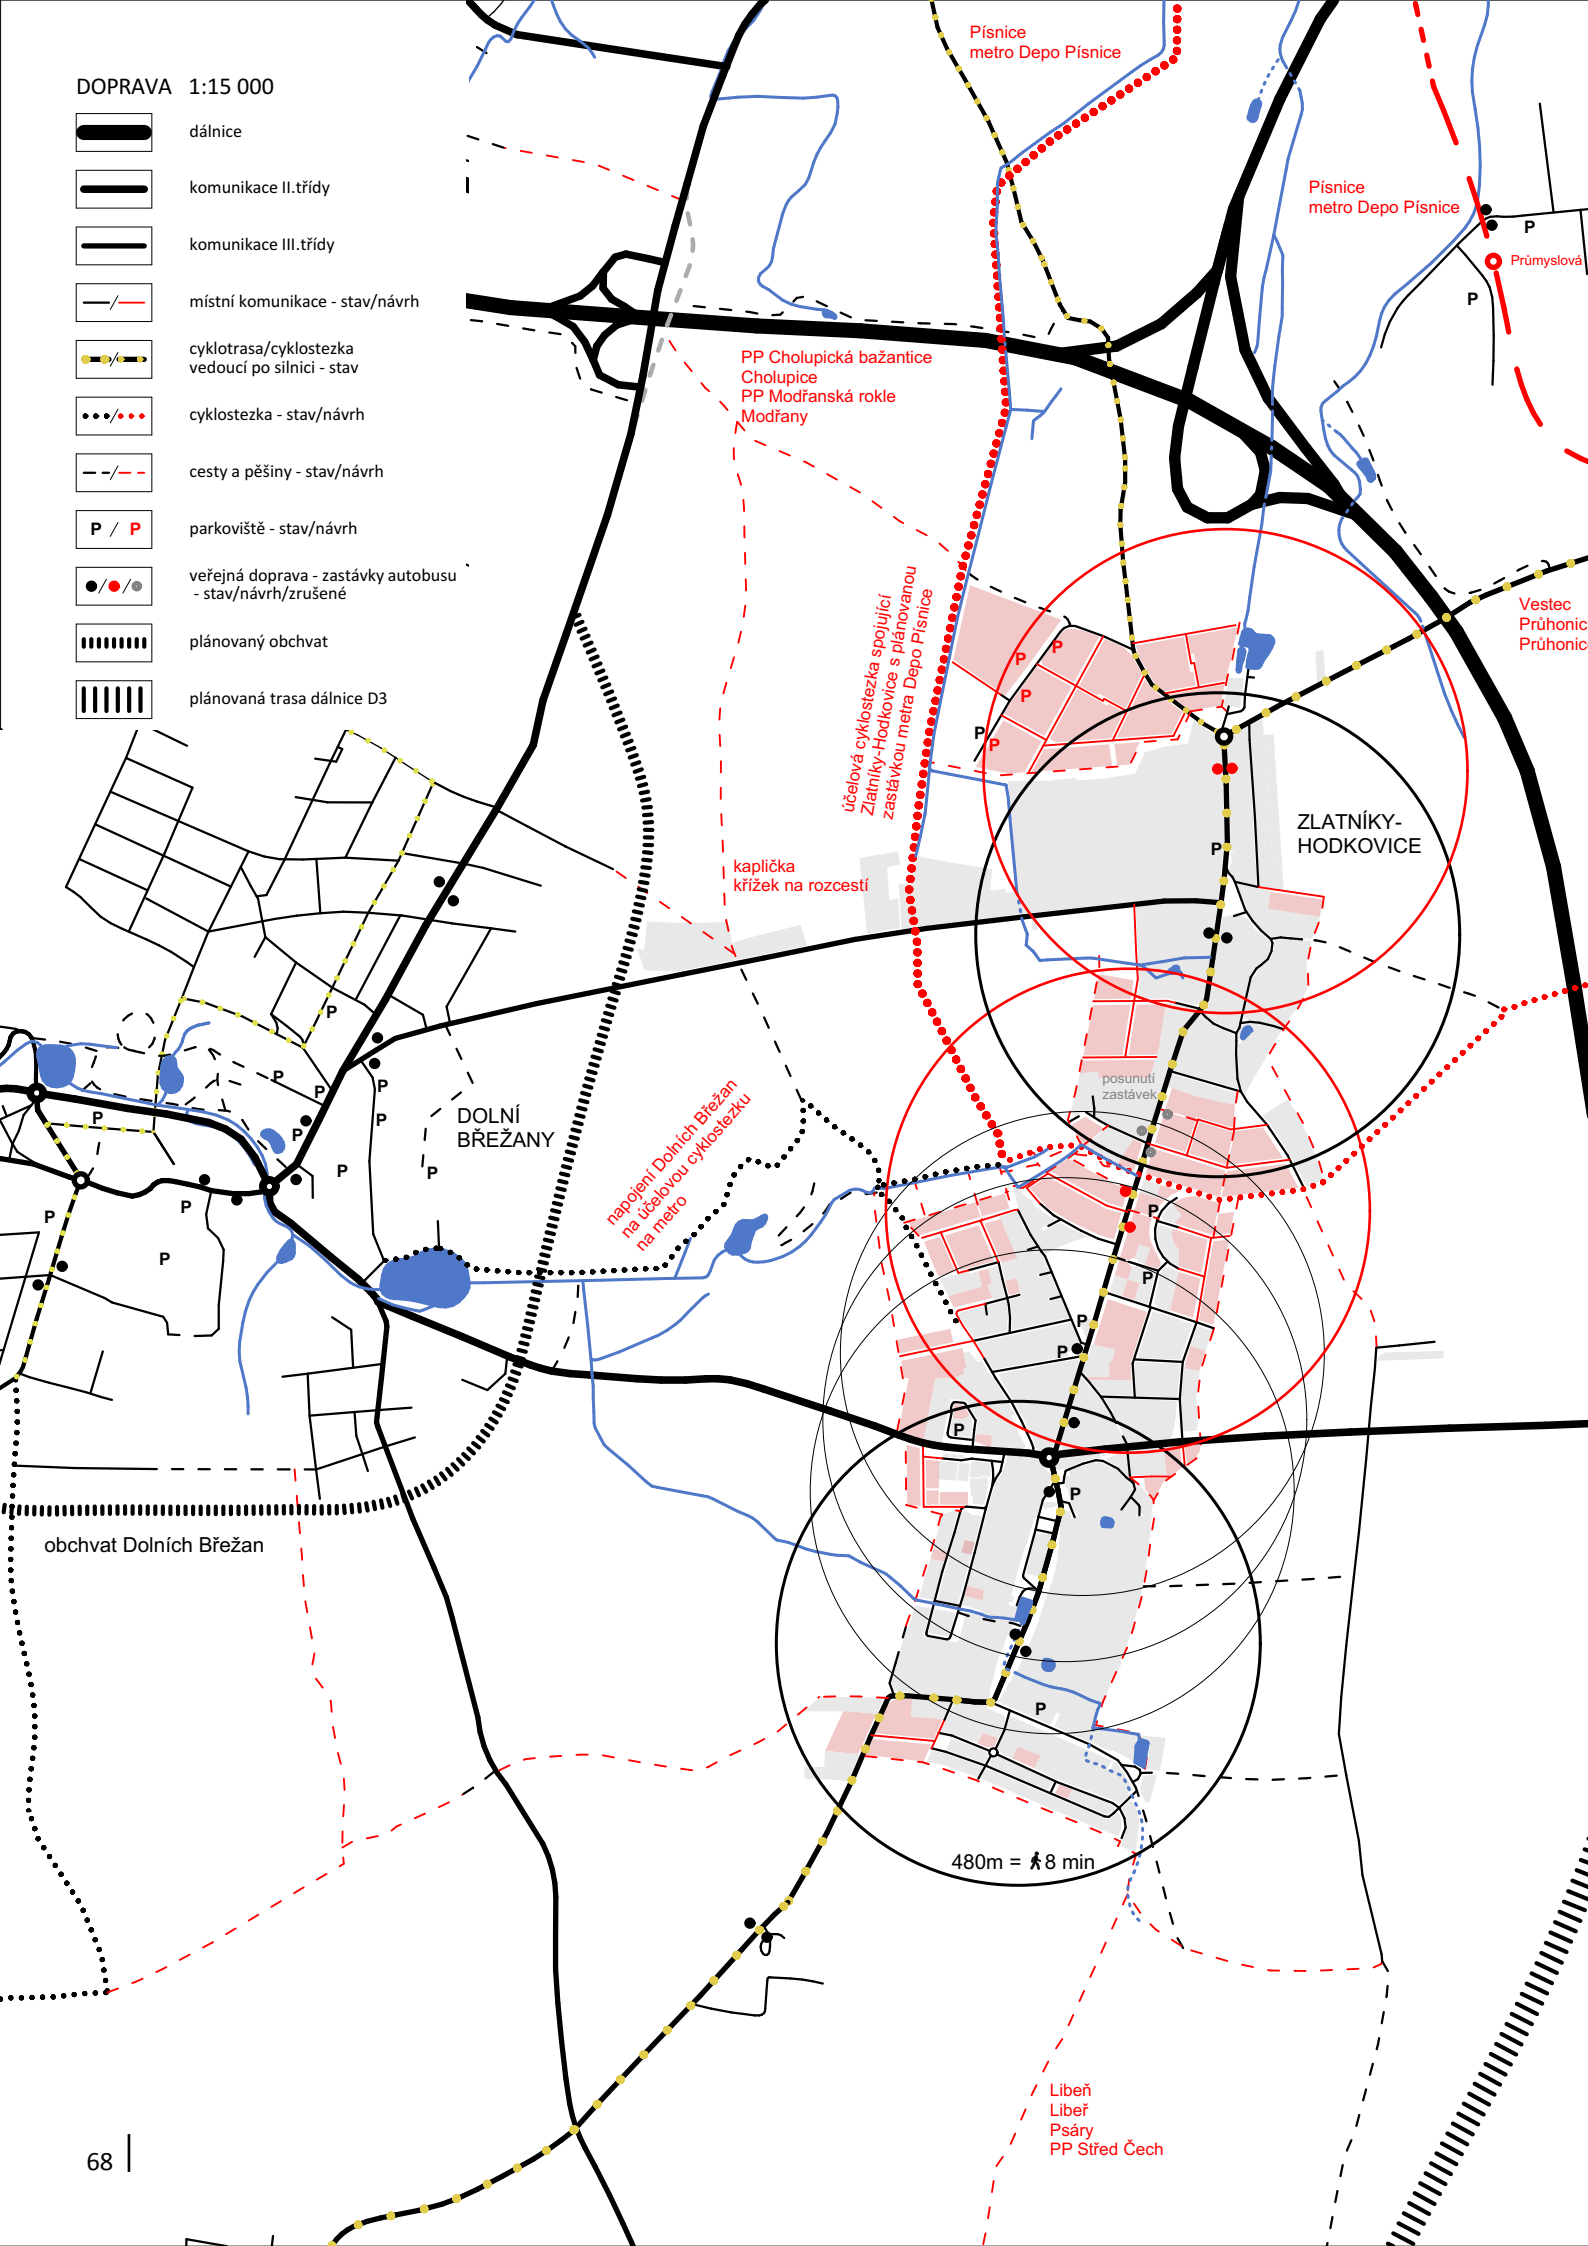 DOPRAVA 1:15 000
dálnice
komunikace II.třídy
komunikace III.třídy
místní komunikace - stav/návrh
cyklotrasa/cyklostezka
vedoucí po silnici - stav
cyklostezka - stav/návrh
cesty a pěšiny - stav/návrh
P / P
parkoviště - stav/návrh
veřejná doprava - zastávky autobusu
- stav/návrh/zrušené
plánovaný obchvat
plánovaná trasa dálnice D3
Písnice
metro Depo Písnice
Písnice
metro Depo Písnice
P
Průmyslová
P
PP Cholupická bažantice
Cholupice
PP Modřanská rokle
Modřany
účelová cyklostezka spojující
Zlatníky-Hodkovice s plánovanou
zastávkou metra Depo Písnice
Vestec
Průhonic
Průhonic
P
P
P
P
P
ZLATNÍKY-
HODKOVICE
P
kaplička
křížek na rozcestí
posunutí
zastávek
DOLNÍ
BŘEŽANY
P
P
P
P
P
P
P
P
P
P
P
P
napojení Dolních Břežan
na účelovou cyklostezku
na metro
P
P
P
P
P
P
P
P
obchvat Dolních Břežan
480m = 8 min
Libeň
Libeř
Psáry
PP Střed Čech
68